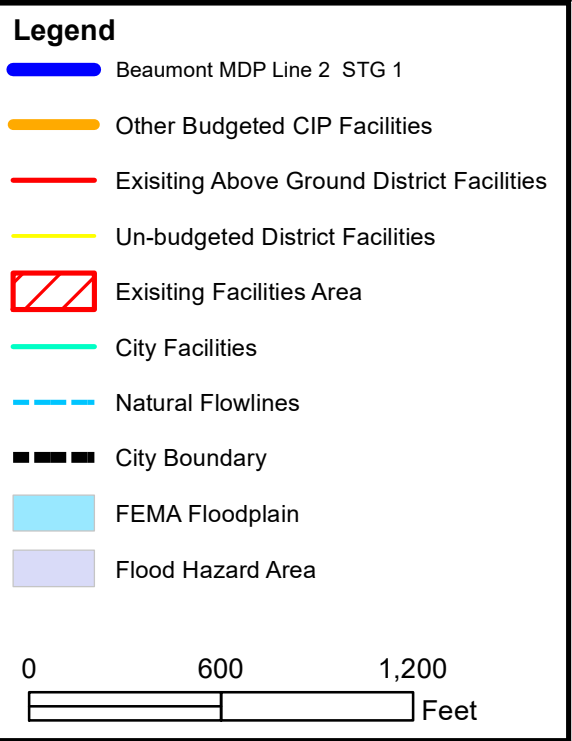 Legend
Beaumont MDP Line 2 STG 1
Other Budgeted CIP Facilities
Exisiting Above Ground District Facilities
Un-budgeted District Facilities
Exisiting Facilities Area
City Facilities
Natural Flowlines
City Boundary
FEMA Floodplain
Flood Hazard Area
0 600 1,200
Feet